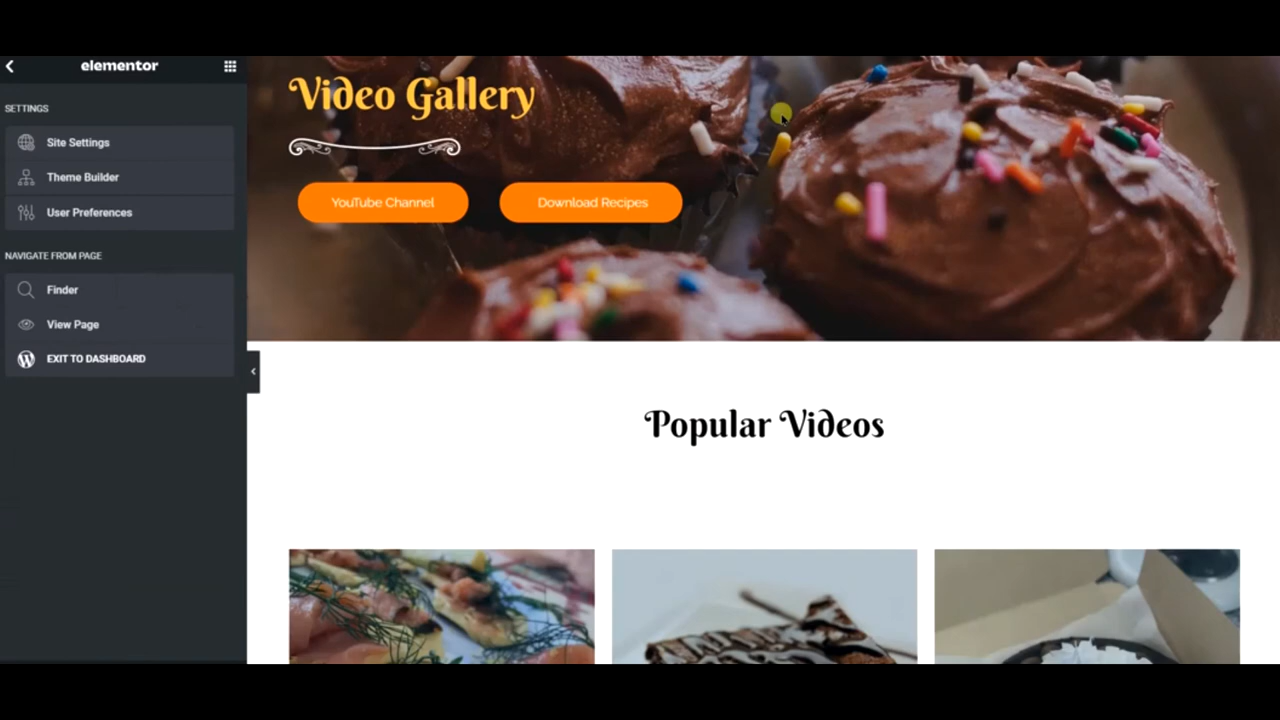 elementor
SETTINGS
Site Settings
Theme Builder
User Preferences
NAVIGATE FROM PAGE
Finder
View Page
EXIT TO DASHBOARD
Video Gallery
YouTube Channel
Download Recipes
Popular Videos